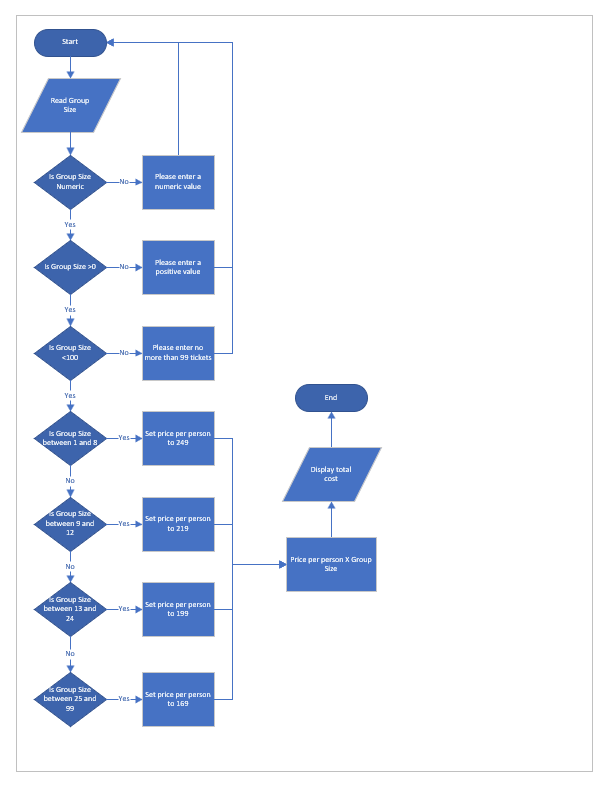 Start
Read Group
Size
Is Group Size
Numeric
No
Please enter a
numeric value
Yes
Is Group Size >0
No
Please enter a
positive value
Yes
Is Group Size
<100
No
Please enter no
more than 99 tickets
Yes
Is Group Size
between 1 and 8
Yes
Set price per person
to 249
No
Is Group Size
between 9 and
12
Yes
Set price per person
to 219
No
Is Group Size
between 13 and
24
Yes
Set price per person
to 199
No
Is Group Size
between 25 and
99
Yes
Set price per person
to 169
Price per person X Group
Size
Display total
cost
End